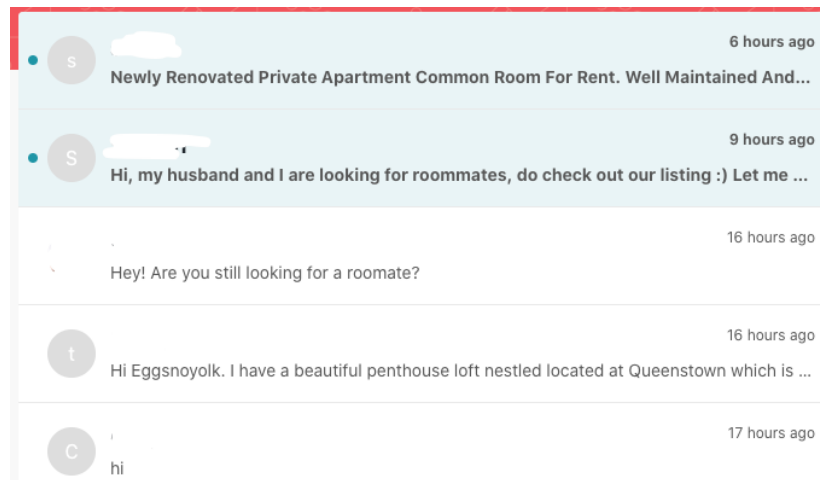 s
6 hours ago
Newly Renovated Private Apartment Common Room For Rent. Well Maintained And...
S
9 hours ago
Hi, my husband and I are looking for roommates, do check out our listing :) Let me ...
16 hours ago
Hey! Are you still looking for a roomate?
t
16 hours ago
Hi Eggsnoyolk. I have a beautiful penthouse loft nestled located at Queenstown which is ...
C
17 hours ago
hi